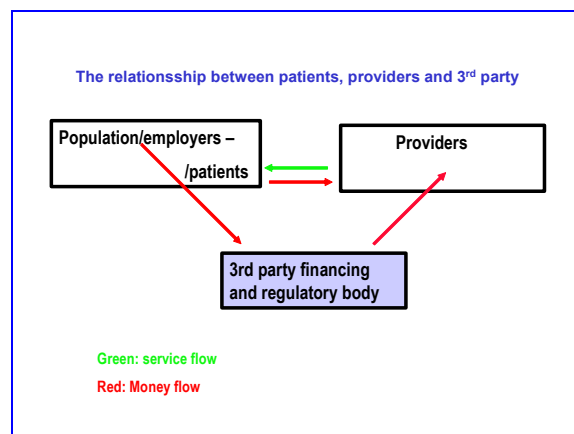 The relationsship between patients, providers and 3rd party
Population/employers –
/patients
Providers
3rd party financing
and regulatory body
Green: service flow
Red: Money flow